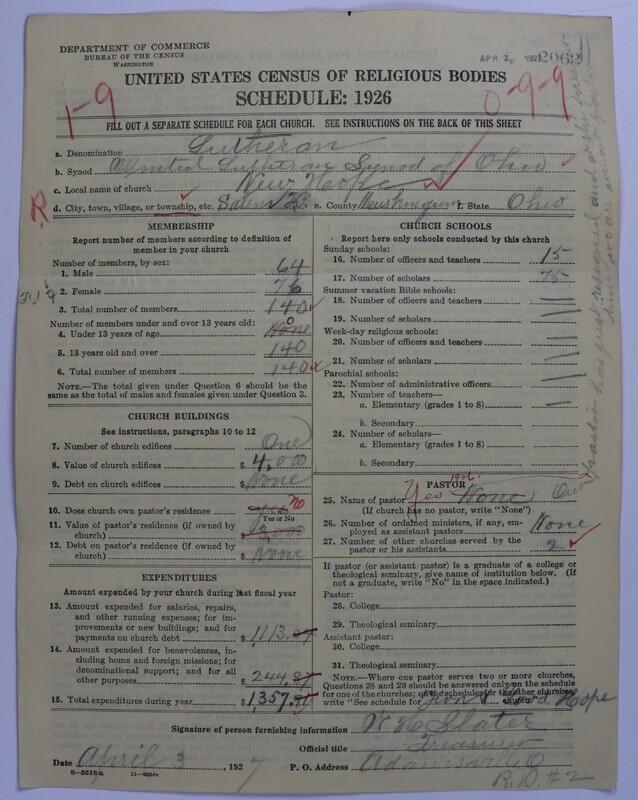 DEPARTMENT OF COMMERCE
BUREAU OF THE CENSUS
WASHINGTON
UNITED STATES CENSUS OF RELIGIOUS BODIES
SCHEDULE: 1926
1-9
0-9-9
FILL OUT A SEPARATE SCHEDULE FOR EACH CHURCH. SEE INSTRUCTIONS ON THE BACK OF THIS SHEET
a. Denomination Lutheran
b. Synod United Lutheran Synod of Ohio
c. Local name of church New Hope
R d. City, town, village, or township, etc. Salem e. County Muskingum f. State Ohio
MEMBERSHIP
Report number of members according to definition of
member in your church
Number of members, by sex:
1. Male 64
2. Female 76
3. Total number of members 140
Number of members under and over 13 years old:
4. Under 13 years of age None 0
5. 13 years old and over 140
6. Total number of members 140
NOTE.—The total given under Question 6 should be the
same as the total of males and females given under Question 3.
CHURCH BUILDINGS
See instructions, paragraphs 10 to 12
7. Number of church edifices One
8. Value of church edifices $ 4,000
9. Debt on church edifices $ None
10. Does church own pastor's residence no
Yes or No
11. Value of pastor's residence (if owned by
church) $
12. Debt on pastor's residence (if owned by
church) $ None
EXPENDITURES
Amount expended by your church during last fiscal year
13. Amount expended for salaries, repairs,
and other running expenses; for im-
provements or new buildings; and for
payments on church debt $ 1,113.
14. Amount expended for benevolences, in-
cluding home and foreign missions; for
denominational support; and for all
other purposes $ 244.
15. Total expenditures during year $ 1,357.
CHURCH SCHOOLS
Report here only schools conducted by this church
Sunday schools:
16. Number of officers and teachers 15
17. Number of scholars 75
Summer vacation Bible schools:
18. Number of officers and teachers
19. Number of scholars
Week-day religious schools:
20. Number of officers and teachers
21. Number of scholars
Parochial schools:
22. Number of administrative officers
23. Number of teachers—
a. Elementary (grades 1 to 8)
b. Secondary
24. Number of scholars—
a. Elementary (grades 1 to 8)
b. Secondary
PASTOR
25. Name of pastor Yes 1926 None
(If church has no pastor, write "None")
26. Number of ordained ministers, if any, em-
ployed as assistant pastors None
27. Number of other churches served by the
pastor or his assistants 2
If pastor (or assistant pastor) is a graduate of a college or
theological seminary, give name of institution below. (If
not a graduate, write "No" in the space indicated.)
Pastor:
28. College
29. Theological seminary
Assistant pastor:
30. College
31. Theological seminary
NOTE.—Where one pastor serves two or more churches,
Questions 28 and 29 should be answered only on the schedule
for one of the churches; on the schedules for the other churches
write "See schedule for church."
Hope
Signature of person furnishing information W. H. Slater
Official title Treasurer
Date April 3, 1927 P. O. Address Adamsville O
R.D. #2
8-5518a